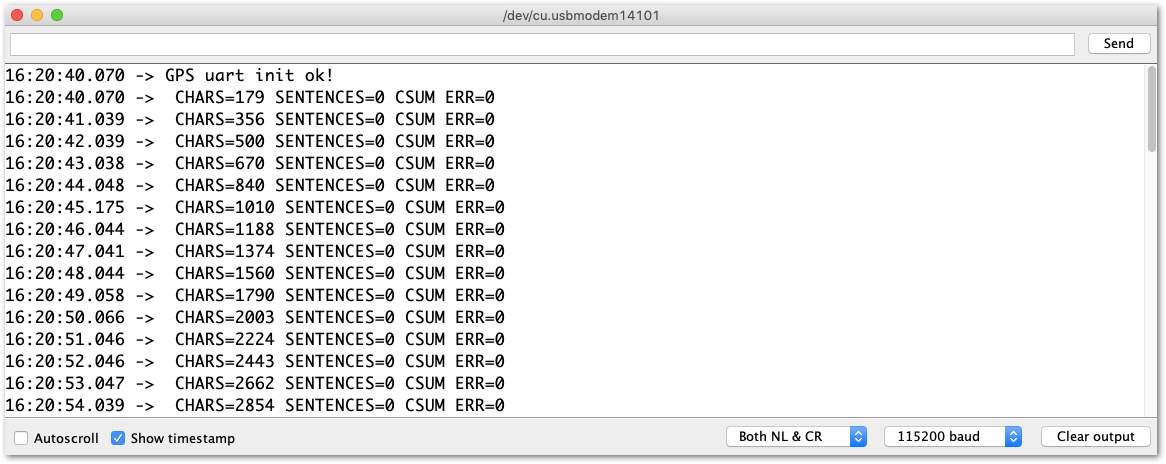 /dev/cu.usbmodem14101
Send
16:20:40.070 -> GPS uart init ok!
16:20:40.070 ->  CHARS=179 SENTENCES=0 CSUM ERR=0
16:20:41.039 ->  CHARS=356 SENTENCES=0 CSUM ERR=0
16:20:42.039 ->  CHARS=500 SENTENCES=0 CSUM ERR=0
16:20:43.038 ->  CHARS=670 SENTENCES=0 CSUM ERR=0
16:20:44.048 ->  CHARS=840 SENTENCES=0 CSUM ERR=0
16:20:45.175 ->  CHARS=1010 SENTENCES=0 CSUM ERR=0
16:20:46.044 ->  CHARS=1188 SENTENCES=0 CSUM ERR=0
16:20:47.041 ->  CHARS=1374 SENTENCES=0 CSUM ERR=0
16:20:48.044 ->  CHARS=1560 SENTENCES=0 CSUM ERR=0
16:20:49.058 ->  CHARS=1790 SENTENCES=0 CSUM ERR=0
16:20:50.066 ->  CHARS=2003 SENTENCES=0 CSUM ERR=0
16:20:51.046 ->  CHARS=2224 SENTENCES=0 CSUM ERR=0
16:20:52.046 ->  CHARS=2443 SENTENCES=0 CSUM ERR=0
16:20:53.047 ->  CHARS=2662 SENTENCES=0 CSUM ERR=0
16:20:54.039 ->  CHARS=2854 SENTENCES=0 CSUM ERR=0
Autoscroll Show timestamp Both NL & CR 115200 baud Clear output